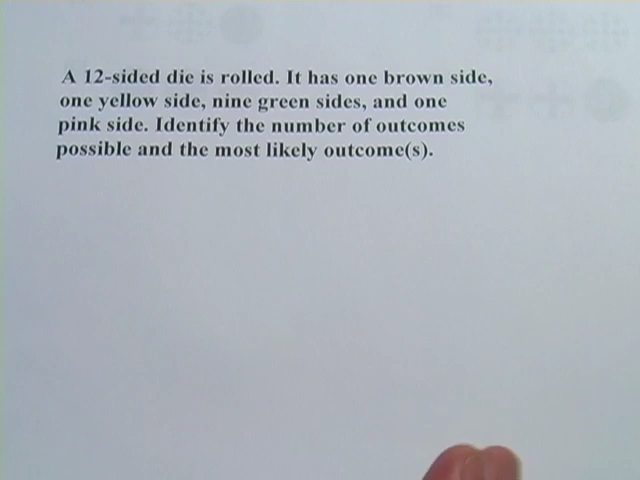 A 12-sided die is rolled. It has one brown side,
one yellow side, nine green sides, and one
pink side. Identify the number of outcomes
possible and the most likely outcome(s).